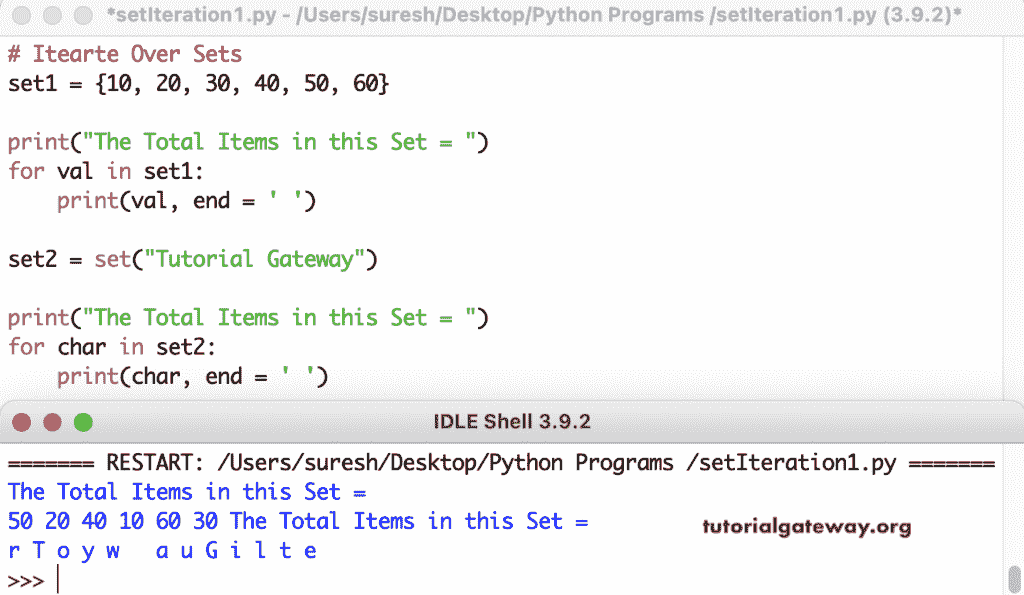 *setIteration1.py - /Users/suresh/Desktop/Python Programs /setIteration1.py (3.9.2)*
# Itearte Over Sets
set1 = {10, 20, 30, 40, 50, 60}
print("The Total Items in this Set = ")
for val in set1:
    print(val, end = ' ')
set2 = set("Tutorial Gateway")
print("The Total Items in this Set = ")
for char in set2:
    print(char, end = ' ')
IDLE Shell 3.9.2
======= RESTART: /Users/suresh/Desktop/Python Programs /setIteration1.py =======
The Total Items in this Set =
50 20 40 10 60 30 The Total Items in this Set =
tutorialgateway.org
r T o y w   a u G i l t e
>>>